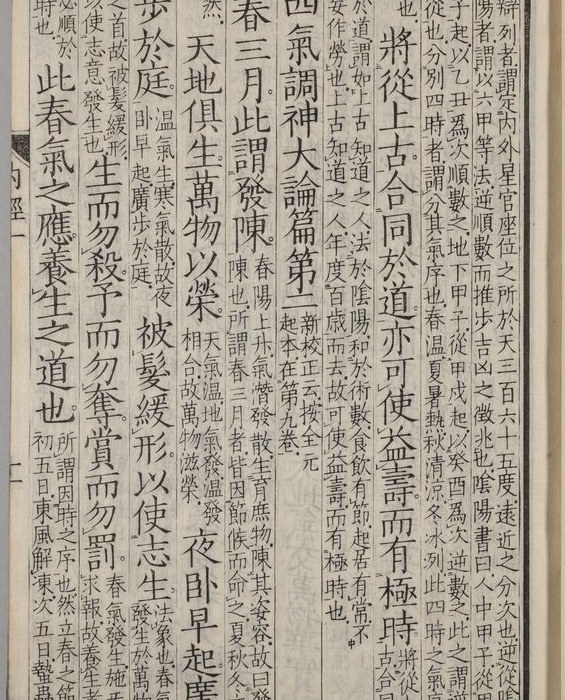 辯列者謂定內外星官座位之所於天三百六十五度遠近之分次也逆從陰
陽者謂以六甲等法逆順數而推步吉凶之徵兆也陰陽書曰人中甲子從
子起以乙丑爲次順數之地下甲子從甲戌起以癸酉爲次逆數之此之謂
從也分別四時者謂分其氣序也春温夏暑熱秋清涼冬冰列此四時之氣
也
將從上古合同於道亦可使益壽而有極時
將從
古合同
於道謂如上古知道之人法於陰陽和於術數食飲有節起居有常不
妄作勞也上古知道之人年度百歲而去故可使益壽而有極時也
四氣調神大論篇第二
新校正云按全元
起本在第九卷
春三月此謂發陳
春陽上升氣潛發散生育庶物陳其姿容故曰發
陳也所謂春三月者皆因節候而命之夏秋冬
然
天地俱生萬物以榮
天氣温地氣發温發
相合故萬物滋榮
夜卧早起廣
步於庭
温氣生寒氣散故夜
卧早起廣步於庭
被髮緩形以使志生
法象也春氣
發生於萬物
之首故被髮緩形
以使志意發生也
生而勿殺予而勿奪賞而勿罰
春氣發生施
求報故養生者
必順於
時也
此春氣之應養生之道也
所謂因時之序也然立春之節
初五日東風解凍次五日蟄蟲
内經一
二